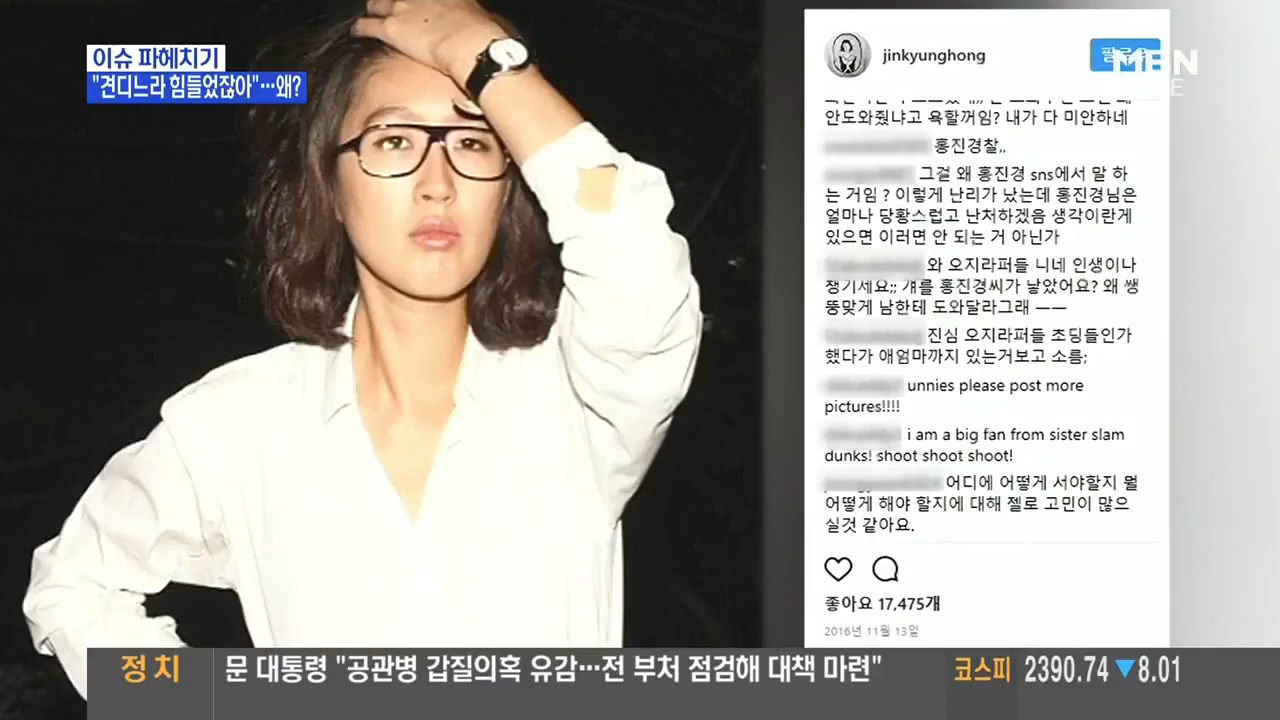 이슈 파헤치기
"견디느라 힘들었잖아"…왜?
jinkyunghong
팔로우
MBN
안도와줬냐고 욕할꺼임? 내가 다 미안하네
홍진경찰,,
그걸 왜 홍진경 sns에서 말 하
는 거임 ? 이렇게 난리가 났는데 홍진경님은
얼마나 당황스럽고 난처하겠음 생각이란게
있으면 이러면 안 되는 거 아닌가
와 오지라퍼들 니네 인생이나
챙기세요;; 걔를 홍진경씨가 낳았어요? 왜 쌩
뚱맞게 남한테 도와달라그래 ㅡㅡ
진심 오지라퍼들 초딩들인가
했다가 애엄마까지 있는거보고 소름;
unnies please post more
pictures!!!!
i am a big fan from sister slam
dunks! shoot shoot shoot!
어디에 어떻게 서야할지 뭘
어떻게 해야 할지에 대해 젤로 고민이 많으
실것 같아요.
좋아요 17,475개
2016년 11월 13일
정치
문 대통령 "공관병 갑질의혹 유감…전 부처 점검해 대책 마련"
코스피 2390.74 ▼8.01